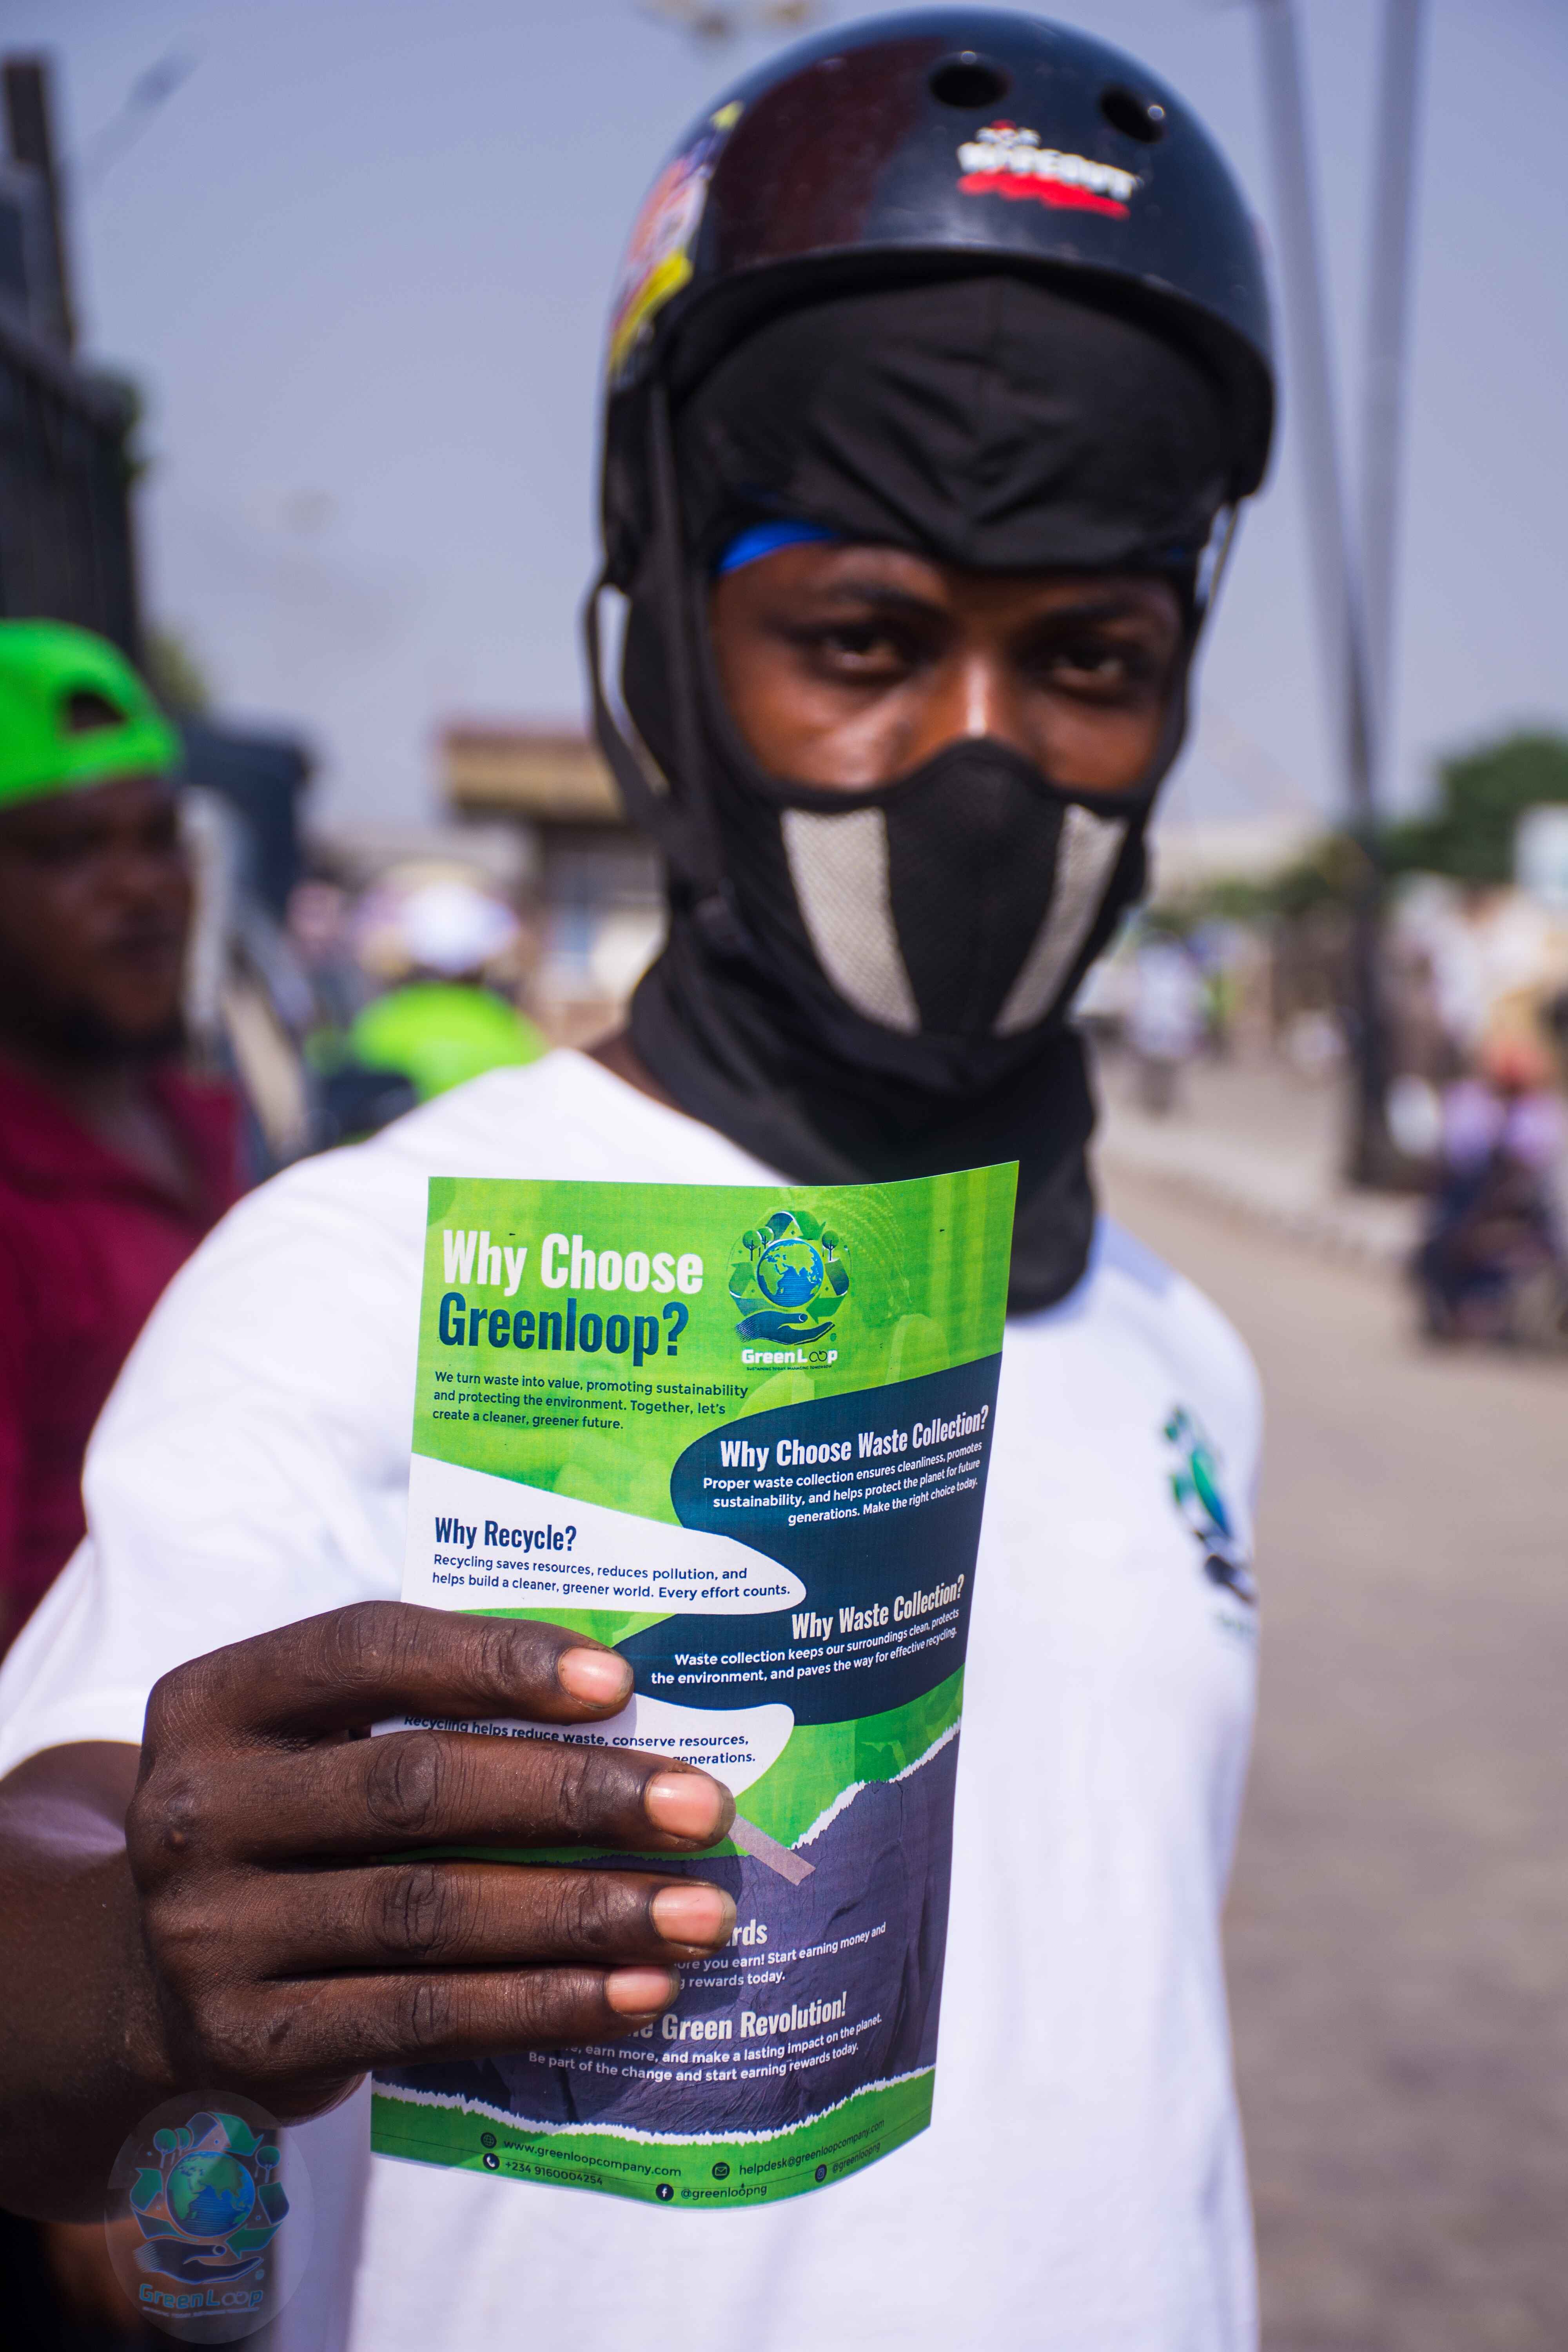 WIPEOUT
Why Choose
Greenloop?
GreenLoop
We turn waste into value, promoting sustainability
and protecting the environment. Together, let's
create a cleaner, greener future.
Why Choose Waste Collection?
Proper waste collection ensures cleanliness, promotes
sustainability, and helps protect the planet for future
generations. Make the right choice today.
Why Recycle?
Recycling saves resources, reduces pollution, and
helps build a cleaner, greener world. Every effort counts.
Why Waste Collection?
Waste collection keeps our surroundings clean, protects
the environment, and paves the way for effective recycling.
Recycling helps reduce waste, conserve resources,
generations.
you earn! Start earning money and
rewards today.
Green Revolution!
earn more, and make a lasting impact on the planet.
Be part of the change and start earning rewards today.
www.greenloopcompany.com
helpdesk@greenloopcompany.com
+234 9160004254
@greenloopng
@greenloopng
GreenLoop